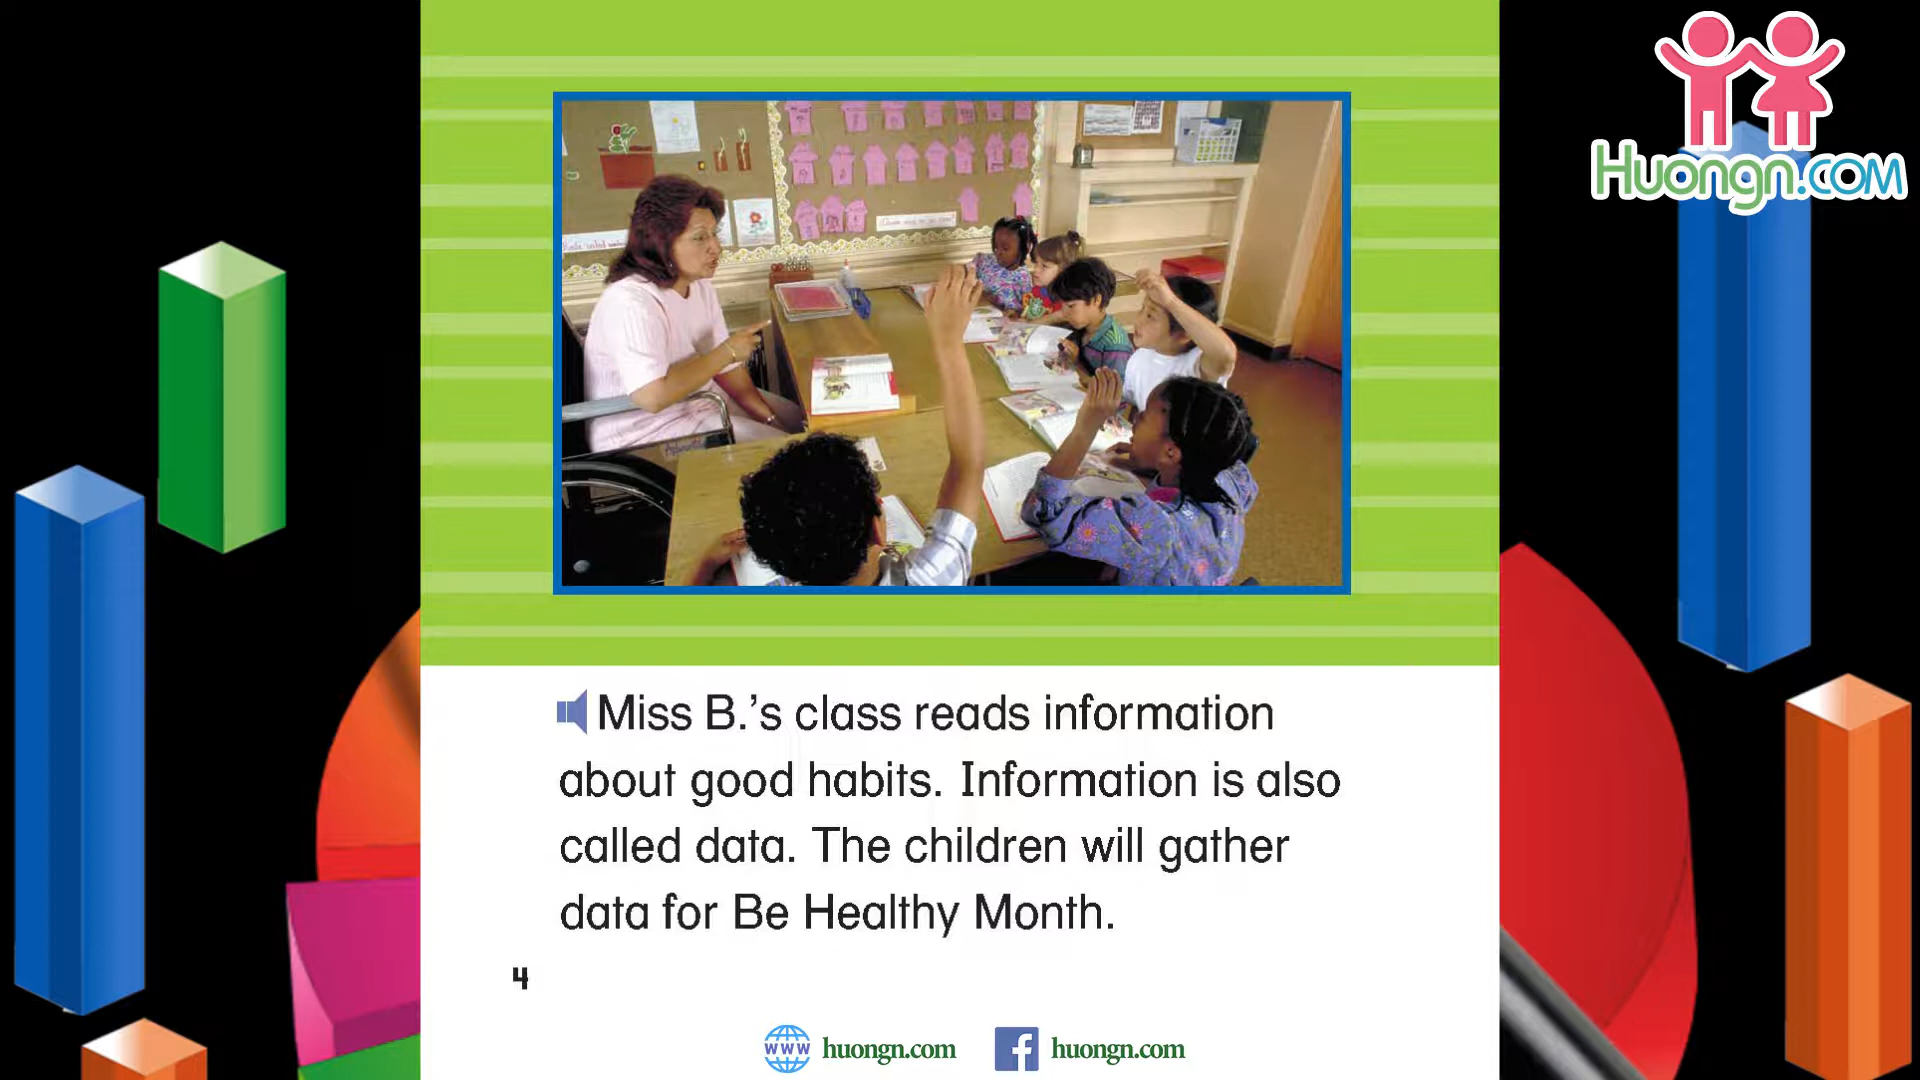 Huongn.com
Miss B.'s class reads information
about good habits. Information is also
called data. The children will gather
data for Be Healthy Month.
4
www huongn.com
f huongn.com